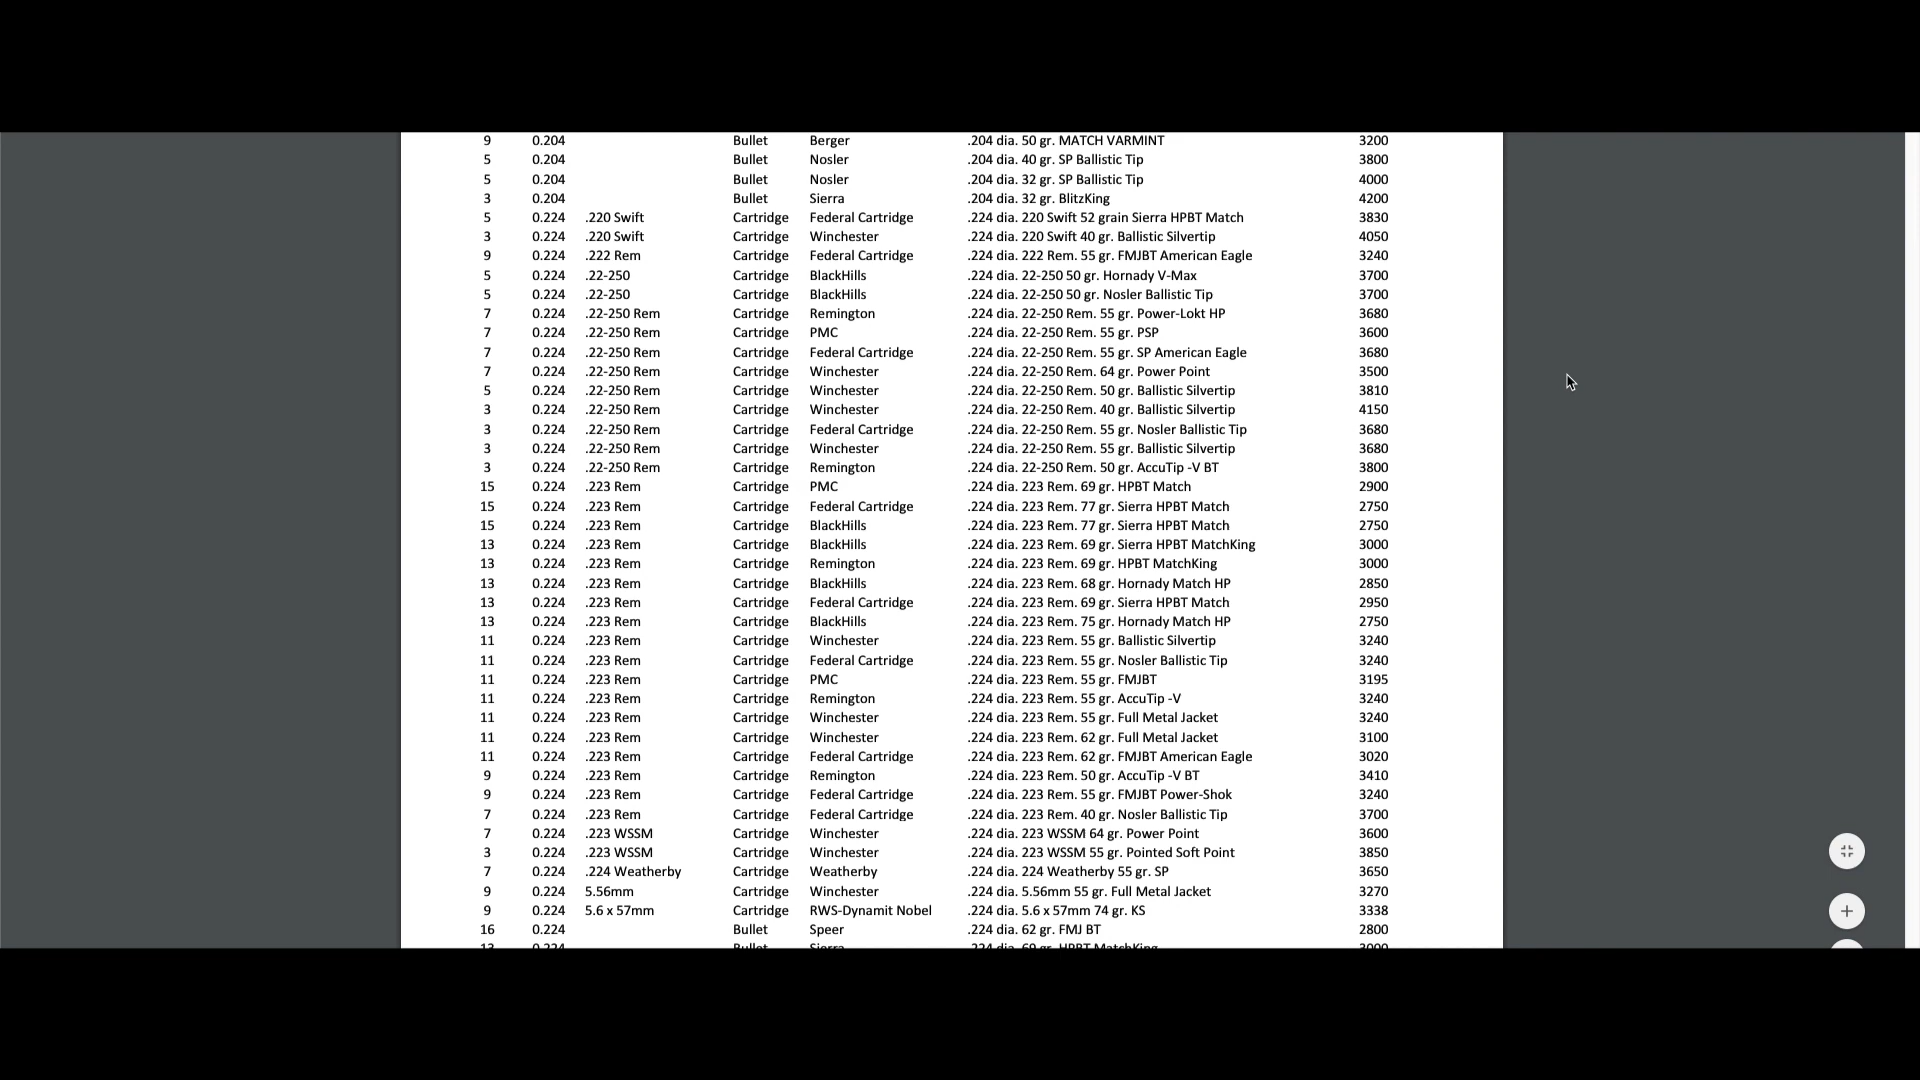 9 0.204 Bullet Berger .204 dia. 50 gr. MATCH VARMINT 3200
5 0.204 Bullet Nosler .204 dia. 40 gr. SP Ballistic Tip 3800
5 0.204 Bullet Nosler .204 dia. 32 gr. SP Ballistic Tip 4000
3 0.204 Bullet Sierra .204 dia. 32 gr. BlitzKing 4200
5 0.224 .220 Swift Cartridge Federal Cartridge .224 dia. 220 Swift 52 grain Sierra HPBT Match 3830
3 0.224 .220 Swift Cartridge Winchester .224 dia. 220 Swift 40 gr. Ballistic Silvertip 4050
9 0.224 .222 Rem Cartridge Federal Cartridge .224 dia. 222 Rem. 55 gr. FMJBT American Eagle 3240
5 0.224 .22-250 Cartridge BlackHills .224 dia. 22-250 50 gr. Hornady V-Max 3700
5 0.224 .22-250 Cartridge BlackHills .224 dia. 22-250 50 gr. Nosler Ballistic Tip 3700
7 0.224 .22-250 Rem Cartridge Remington .224 dia. 22-250 Rem. 55 gr. Power-Lokt HP 3680
7 0.224 .22-250 Rem Cartridge PMC .224 dia. 22-250 Rem. 55 gr. PSP 3600
7 0.224 .22-250 Rem Cartridge Federal Cartridge .224 dia. 22-250 Rem. 55 gr. SP American Eagle 3680
7 0.224 .22-250 Rem Cartridge Winchester .224 dia. 22-250 Rem. 64 gr. Power Point 3500
5 0.224 .22-250 Rem Cartridge Winchester .224 dia. 22-250 Rem. 50 gr. Ballistic Silvertip 3810
3 0.224 .22-250 Rem Cartridge Winchester .224 dia. 22-250 Rem. 40 gr. Ballistic Silvertip 4150
3 0.224 .22-250 Rem Cartridge Federal Cartridge .224 dia. 22-250 Rem. 55 gr. Nosler Ballistic Tip 3680
3 0.224 .22-250 Rem Cartridge Winchester .224 dia. 22-250 Rem. 55 gr. Ballistic Silvertip 3680
3 0.224 .22-250 Rem Cartridge Remington .224 dia. 22-250 Rem. 50 gr. AccuTip -V BT 3800
15 0.224 .223 Rem Cartridge PMC .224 dia. 223 Rem. 69 gr. HPBT Match 2900
15 0.224 .223 Rem Cartridge Federal Cartridge .224 dia. 223 Rem. 77 gr. Sierra HPBT Match 2750
15 0.224 .223 Rem Cartridge BlackHills .224 dia. 223 Rem. 77 gr. Sierra HPBT Match 2750
13 0.224 .223 Rem Cartridge BlackHills .224 dia. 223 Rem. 69 gr. Sierra HPBT MatchKing 3000
13 0.224 .223 Rem Cartridge Remington .224 dia. 223 Rem. 69 gr. HPBT MatchKing 3000
13 0.224 .223 Rem Cartridge BlackHills .224 dia. 223 Rem. 68 gr. Hornady Match HP 2850
13 0.224 .223 Rem Cartridge Federal Cartridge .224 dia. 223 Rem. 69 gr. Sierra HPBT Match 2950
13 0.224 .223 Rem Cartridge BlackHills .224 dia. 223 Rem. 75 gr. Hornady Match HP 2750
11 0.224 .223 Rem Cartridge Winchester .224 dia. 223 Rem. 55 gr. Ballistic Silvertip 3240
11 0.224 .223 Rem Cartridge Federal Cartridge .224 dia. 223 Rem. 55 gr. Nosler Ballistic Tip 3240
11 0.224 .223 Rem Cartridge PMC .224 dia. 223 Rem. 55 gr. FMJBT 3195
11 0.224 .223 Rem Cartridge Remington .224 dia. 223 Rem. 55 gr. AccuTip -V 3240
11 0.224 .223 Rem Cartridge Winchester .224 dia. 223 Rem. 55 gr. Full Metal Jacket 3240
11 0.224 .223 Rem Cartridge Winchester .224 dia. 223 Rem. 62 gr. Full Metal Jacket 3100
11 0.224 .223 Rem Cartridge Federal Cartridge .224 dia. 223 Rem. 62 gr. FMJBT American Eagle 3020
9 0.224 .223 Rem Cartridge Remington .224 dia. 223 Rem. 50 gr. AccuTip -V BT 3410
9 0.224 .223 Rem Cartridge Federal Cartridge .224 dia. 223 Rem. 55 gr. FMJBT Power-Shok 3240
7 0.224 .223 Rem Cartridge Federal Cartridge .224 dia. 223 Rem. 40 gr. Nosler Ballistic Tip 3700
7 0.224 .223 WSSM Cartridge Winchester .224 dia. 223 WSSM 64 gr. Power Point 3600
3 0.224 .223 WSSM Cartridge Winchester .224 dia. 223 WSSM 55 gr. Pointed Soft Point 3850
7 0.224 .224 Weatherby Cartridge Weatherby .224 dia. 224 Weatherby 55 gr. SP 3650
9 0.224 5.56mm Cartridge Winchester .224 dia. 5.56mm 55 gr. Full Metal Jacket 3270
9 0.224 5.6 x 57mm Cartridge RWS-Dynamit Nobel .224 dia. 5.6 x 57mm 74 gr. KS 3338
16 0.224 Bullet Speer .224 dia. 62 gr. FMJ BT 2800
13 0.224 Bullet Sierra .224 dia. 69 gr. HPBT MatchKing 3000